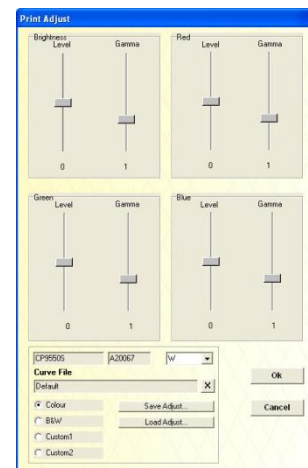 Print Adjust
Brightness
Level Gamma
0 1
Red
Level Gamma
0 1
Green
Level Gamma
0 1
Blue
Level Gamma
0 1
CP9550S A20067 W
Curve File
Default X
Colour
B&W
Custom1
Custom2
Save Adjust...
Load Adjust...
Ok
Cancel